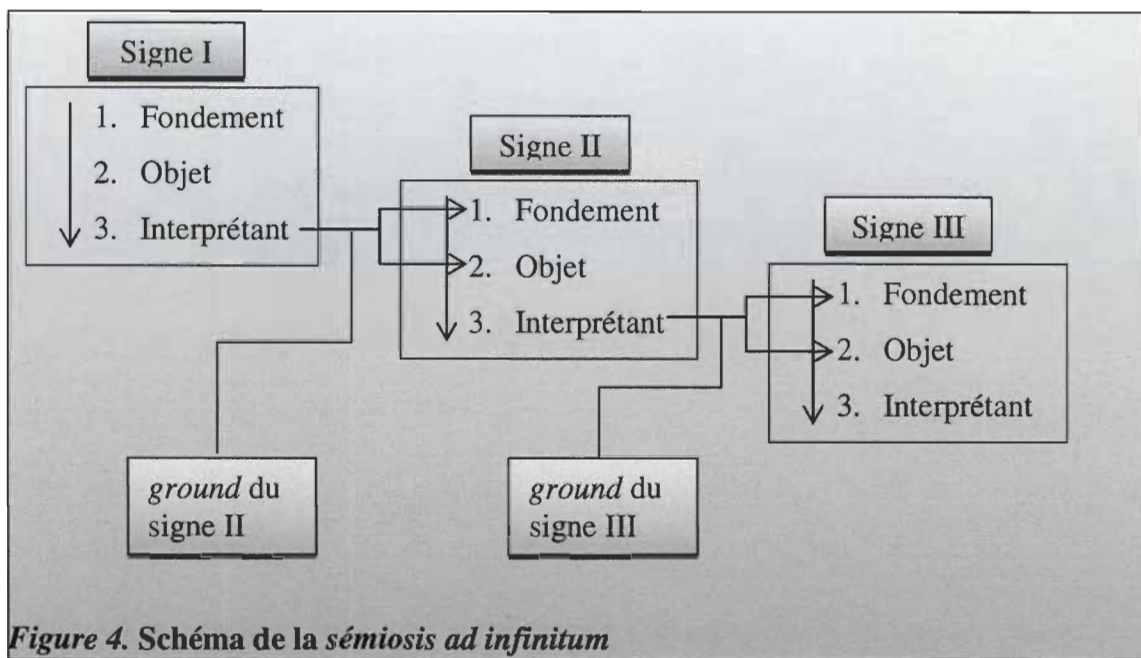 Signe I
1. Fondement
2. Objet
3. Interprétant
Signe II
1. Fondement
2. Objet
3. Interprétant
Signe III
1. Fondement
2. Objet
3. Interprétant
ground du
signe II
ground du
signe III
Figure 4. Schéma de la sémiosis ad infinitum